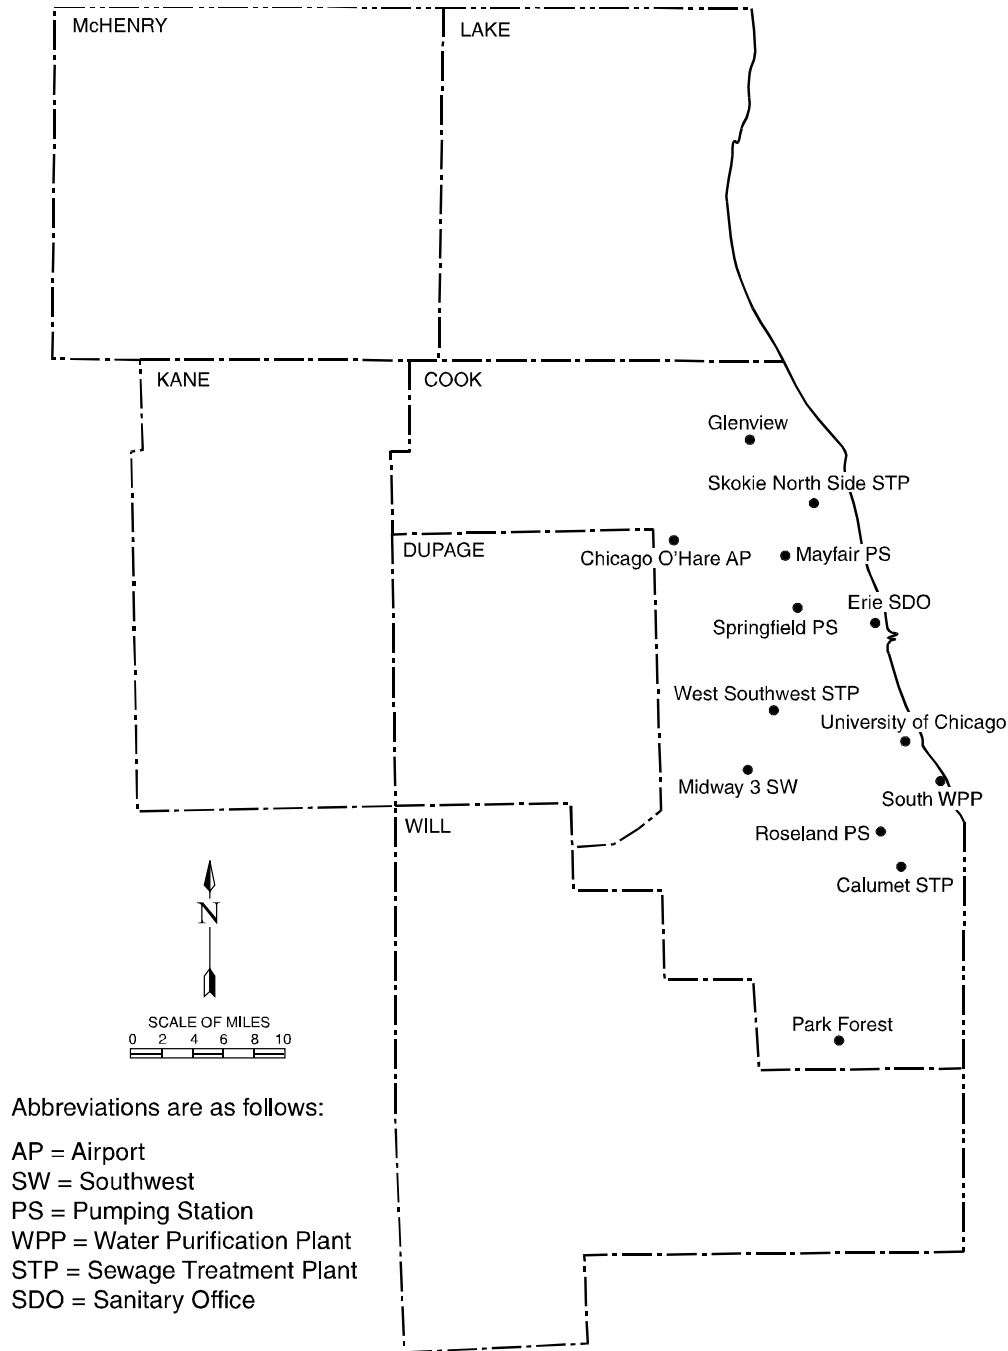 McHENRY
LAKE
KANE
COOK
Glenview
Skokie North Side STP
DUPAGE
Chicago O'Hare AP
Mayfair PS
Erie SDO
Springfield PS
West Southwest STP
University of Chicago
Midway 3 SW
South WPP
WILL
Roseland PS
Calumet STP
N
SCALE OF MILES
0 2 4 6 8 10
Park Forest
Abbreviations are as follows:
AP = Airport
SW = Southwest
PS = Pumping Station
WPP = Water Purification Plant
STP = Sewage Treatment Plant
SDO = Sanitary Office